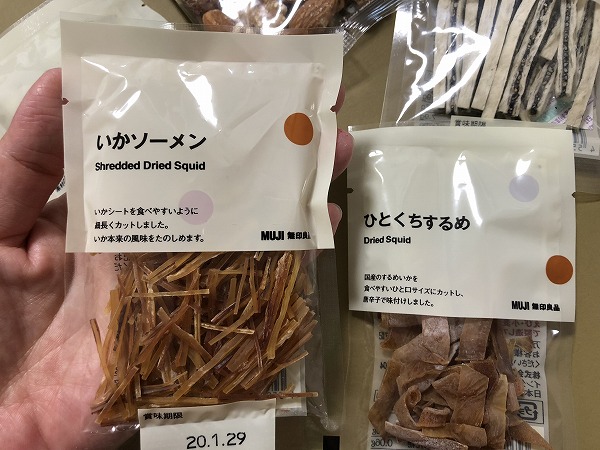 いかソーメン
Shredded Dried Squid
いかシートを食べやすいように
細長くカットしました。
いか本来の風味をたのしめます。
MUJI 無印良品
賞味期限
20.1.29
ひとくちするめ
Dried Squid
国産のするめいかを
食べやすいひと口サイズにカットし、
唐辛子で味付けしました。
MUJI 無印良品